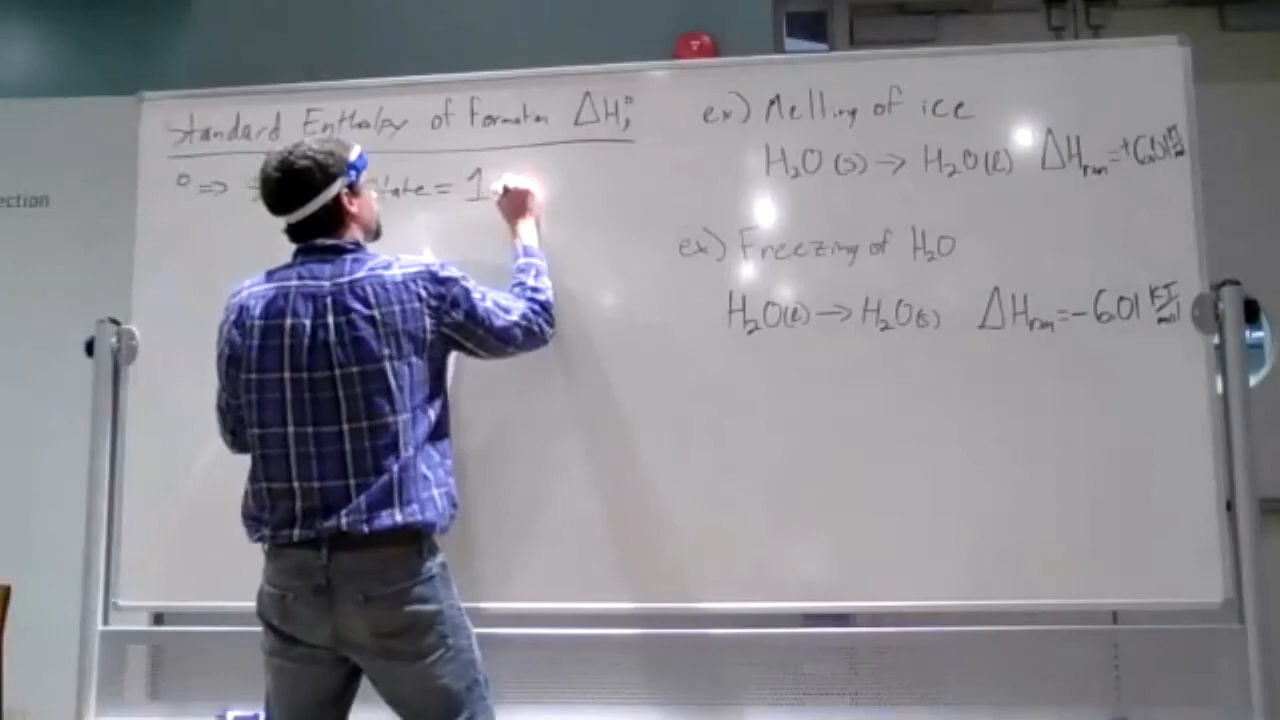 ection
Standard Enthalpy of Formation ΔH°f
° => S tate = 1
ex) Melting of ice
H₂O (s) → H₂O (l) ΔHrxn = +6.01 kJ/mol
ex) Freezing of H₂O
H₂O(l) → H₂O(s) ΔHrxn = -6.01 kJ/mol